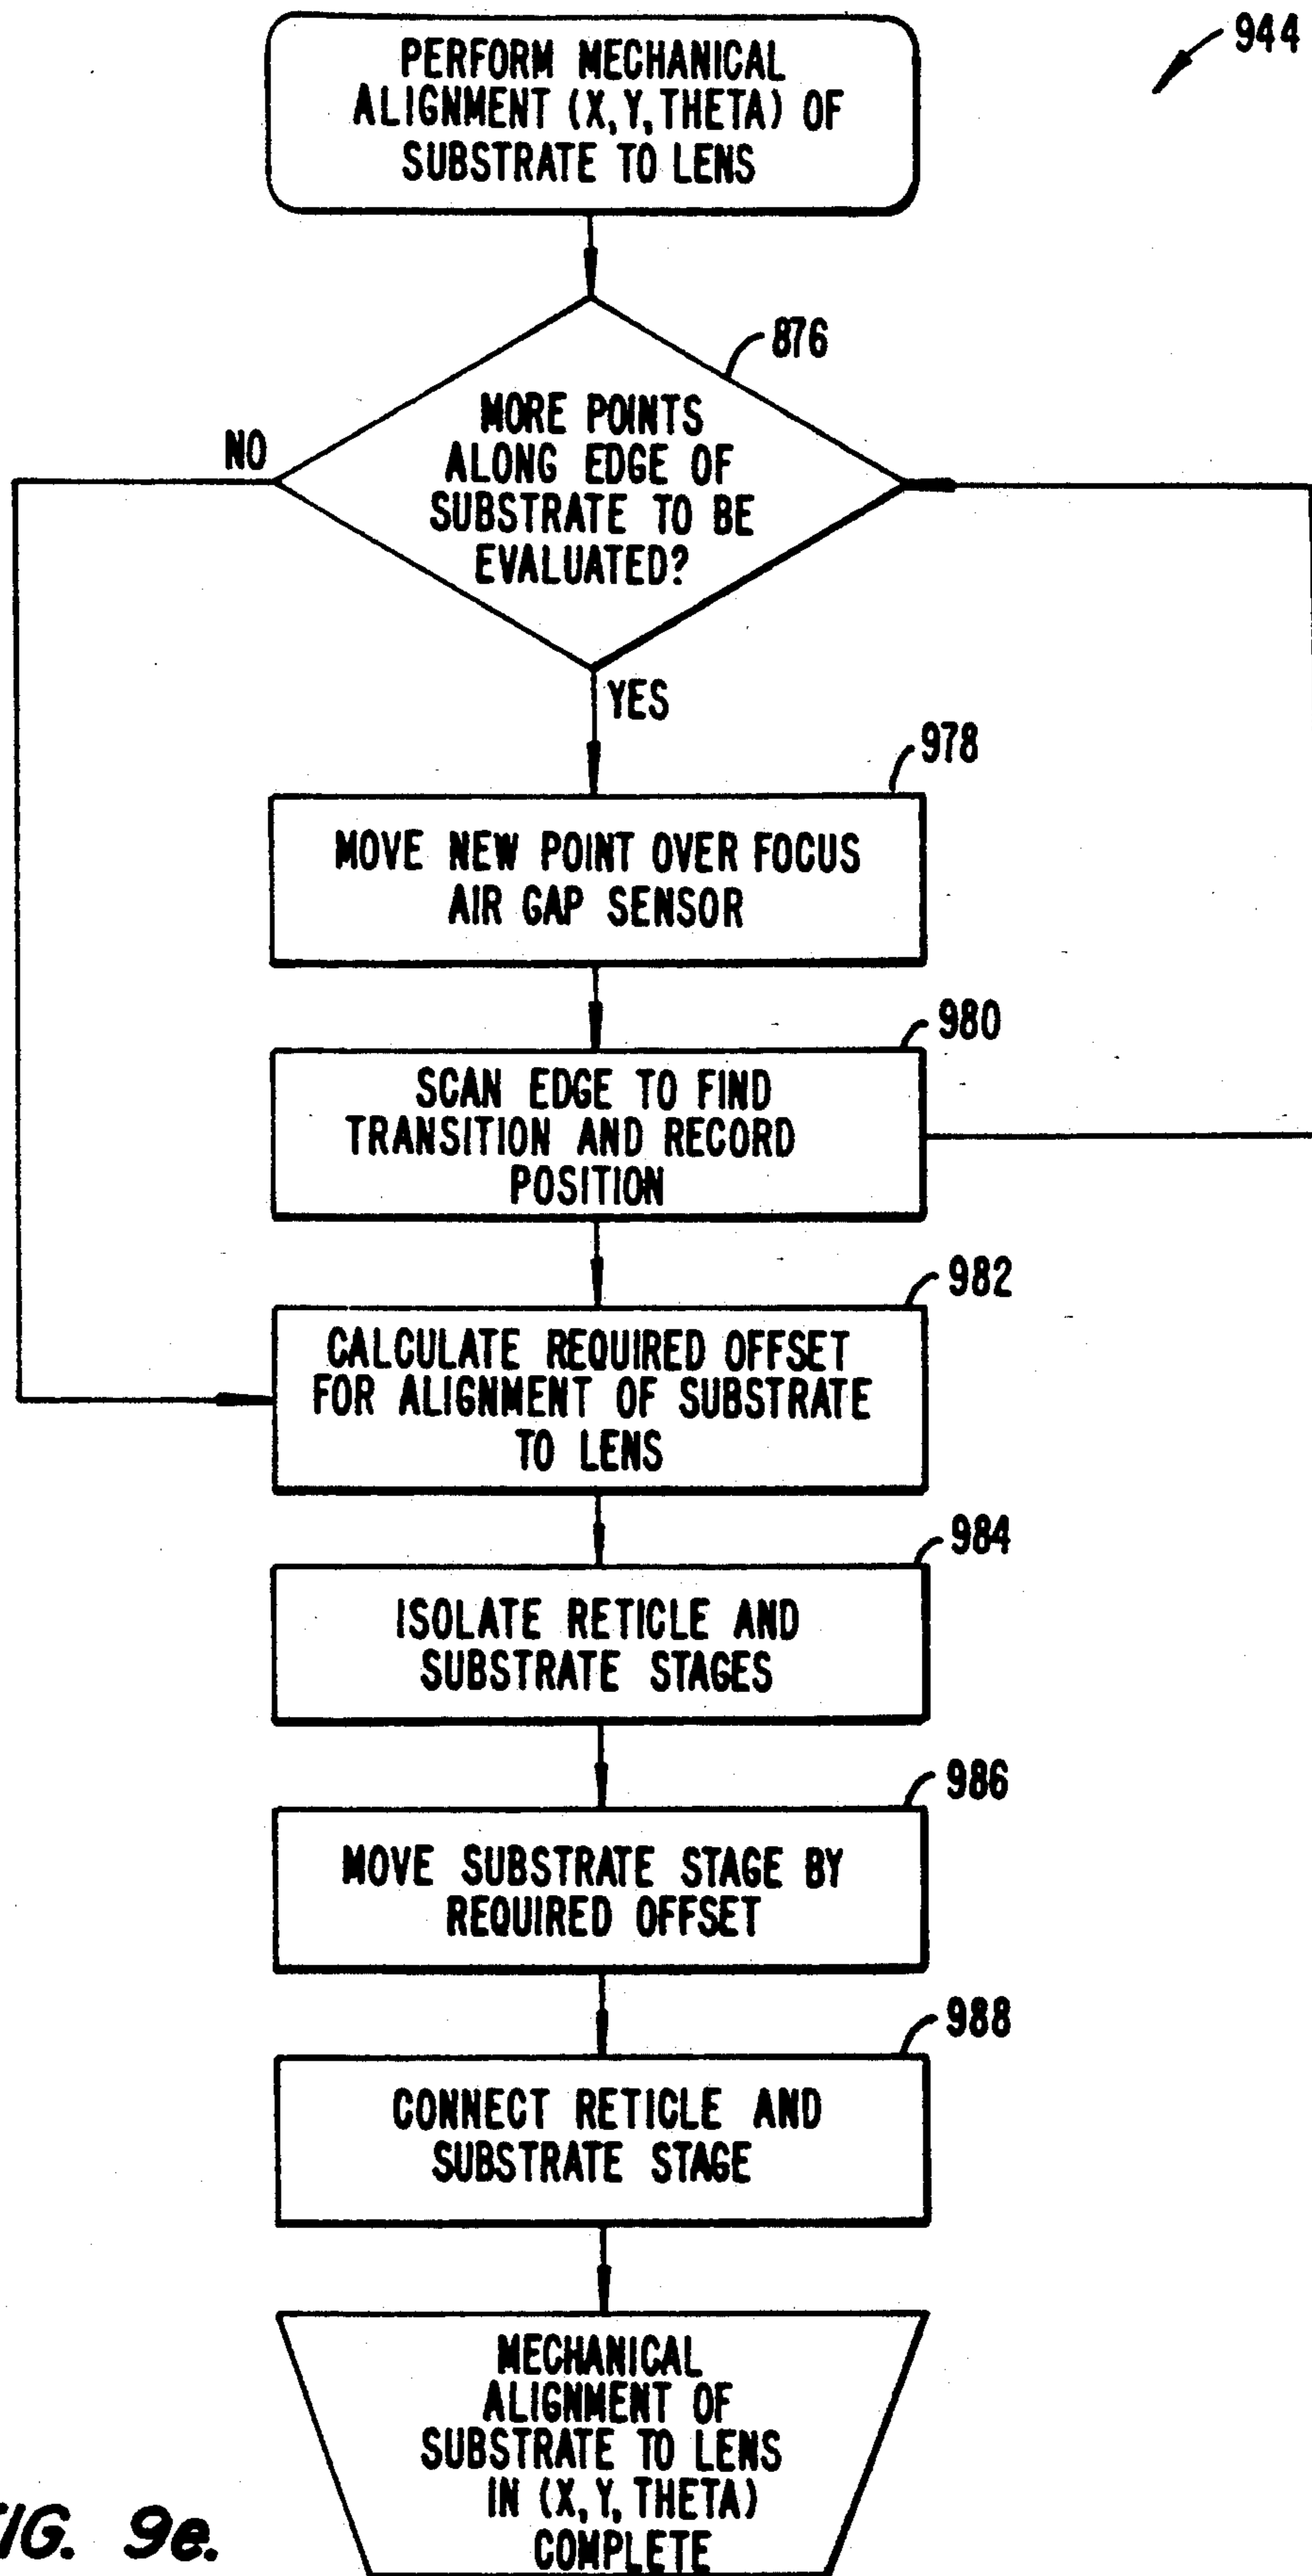 944
PERFORM MECHANICAL
ALIGNMENT (X,Y,THETA) OF
SUBSTRATE TO LENS
876
MORE POINTS
ALONG EDGE OF
SUBSTRATE TO BE
EVALUATED?
NO
YES
978
MOVE NEW POINT OVER FOCUS
AIR GAP SENSOR
980
SCAN EDGE TO FIND
TRANSITION AND RECORD
POSITION
982
CALCULATE REQUIRED OFFSET
FOR ALIGNMENT OF SUBSTRATE
TO LENS
984
ISOLATE RETICLE AND
SUBSTRATE STAGES
986
MOVE SUBSTRATE STAGE BY
REQUIRED OFFSET
988
CONNECT RETICLE AND
SUBSTRATE STAGE
MECHANICAL
ALIGNMENT OF
SUBSTRATE TO LENS
IN (X,Y,THETA)
COMPLETE
FIG. 9e.